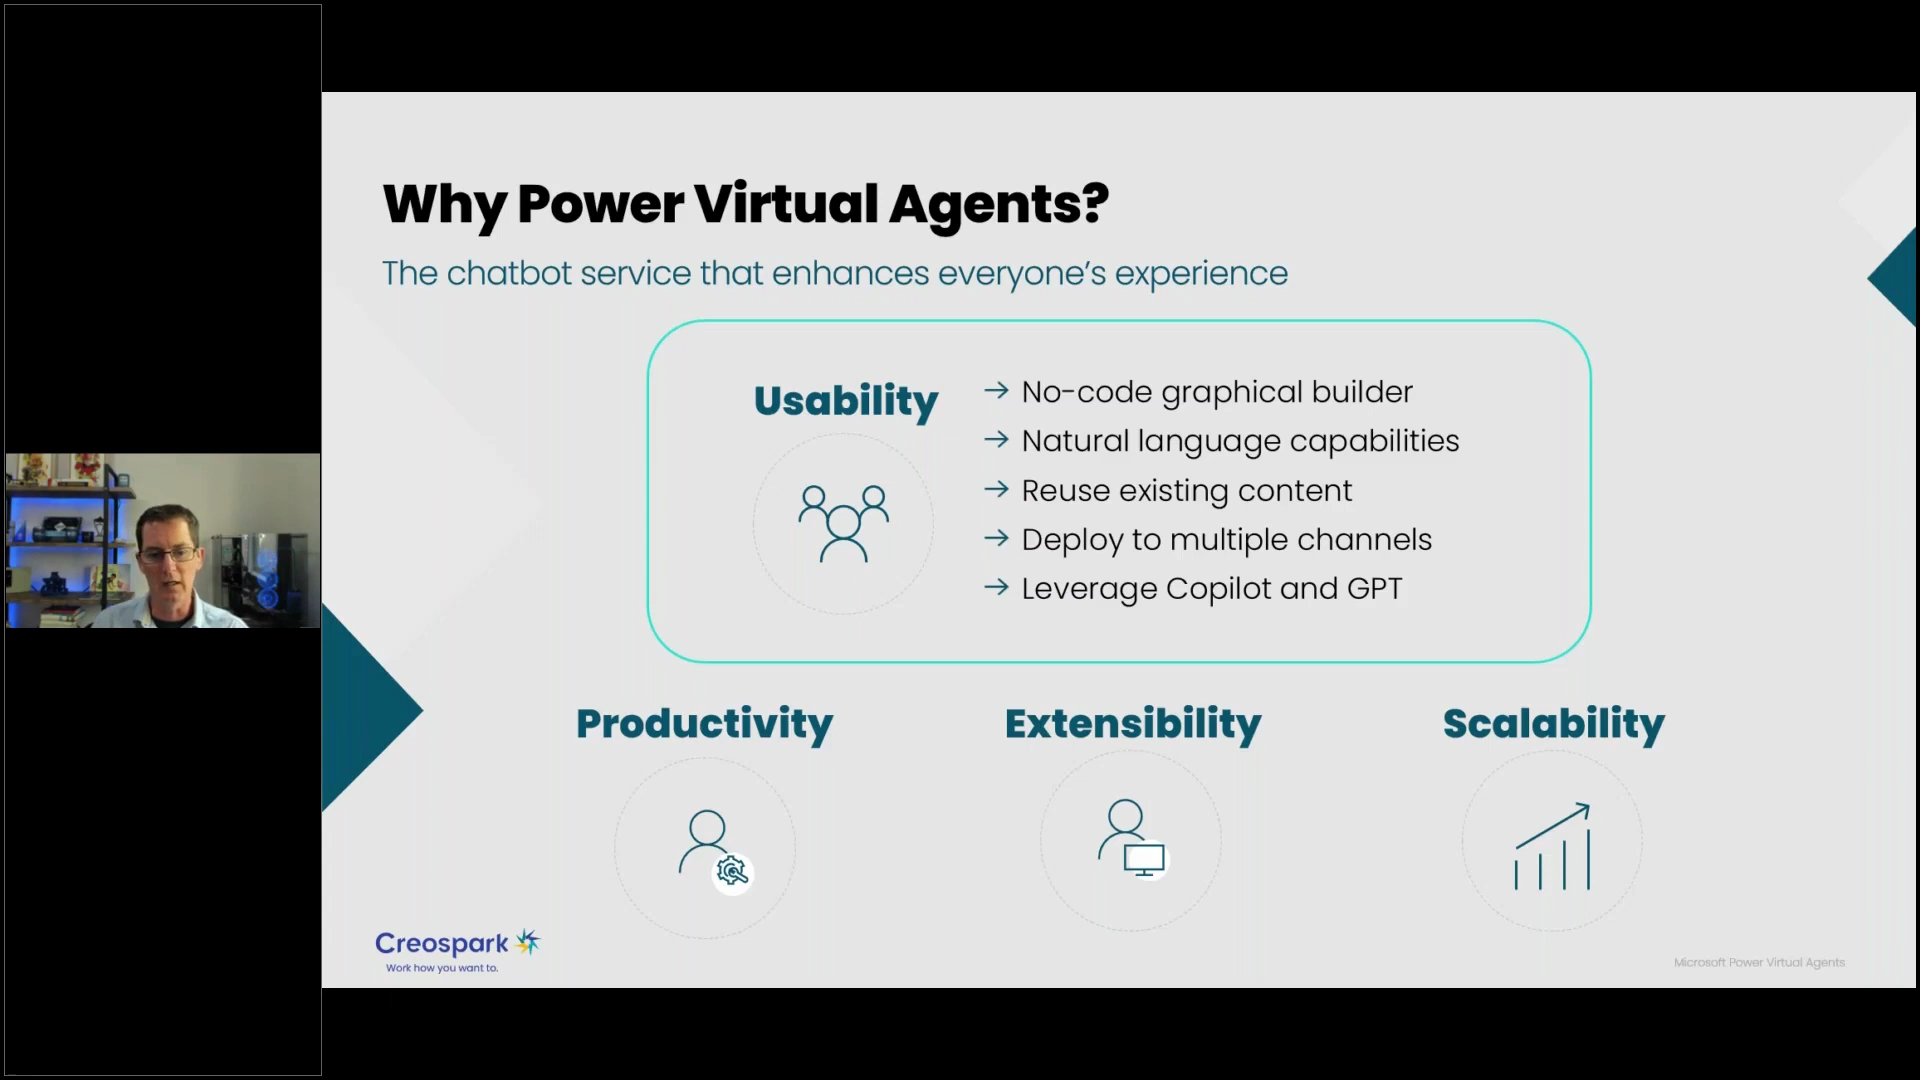 Why Power Virtual Agents?
The chatbot service that enhances everyone’s experience
Usability
→ No-code graphical builder
→ Natural language capabilities
→ Reuse existing content
→ Deploy to multiple channels
→ Leverage Copilot and GPT
Productivity
Extensibility
Scalability
Creospark
Work how you want to.
Microsoft Power Virtual Agents